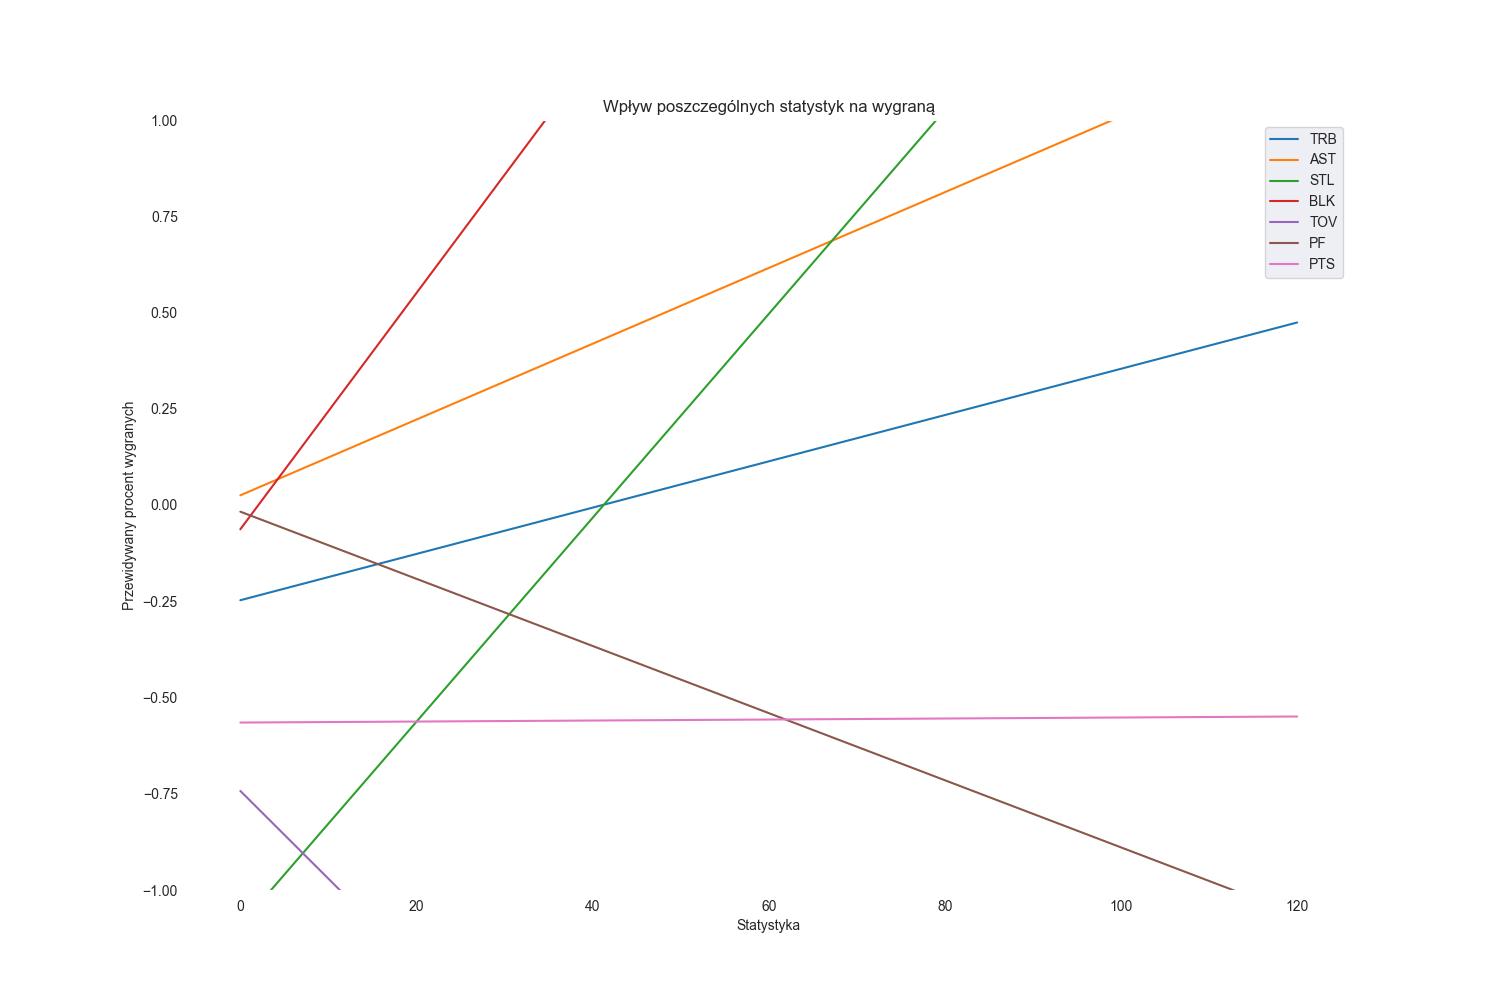 Wpływ poszczególnych statystyk na wygraną
1.00
0.75
0.50
0.25
0.00
−0.25
−0.50
−0.75
−1.00
Przewidywany procent wygranych
0 20 40 60 80 100 120
Statystyka
TRB
AST
STL
BLK
TOV
PF
PTS